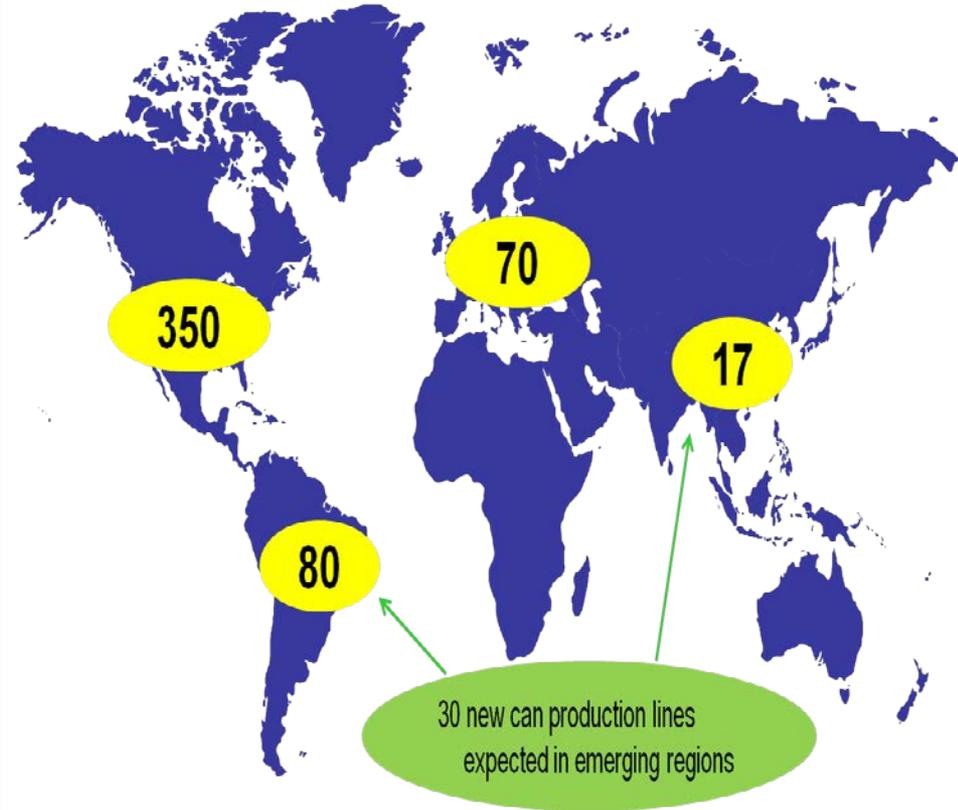 70
350
17
80
30 new can production lines
expected in emerging regions